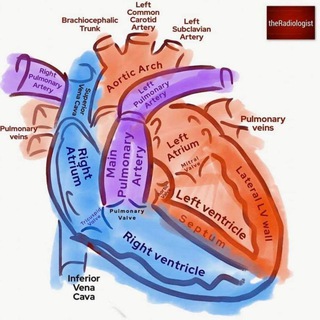 theRadiologist
Left
Common
Carotid
Artery
Brachiocephalic
Trunk
Left
Subclavian
Artery
Aortic Arch
Right
Pulmonary
Artery
Superior
Vena Cava
Left
Pulmonary
Artery
Pulmonary
veins
Pulmonary
veins
Right
Atrium
Main
Pulmonary
Artery
Left
Atrium
Mitral
Valve
Lateral LV wall
Tricuspid
Valve
Pulmonary
Valve
Left ventricle
Septum
Right ventricle
Inferior
Vena
Cava